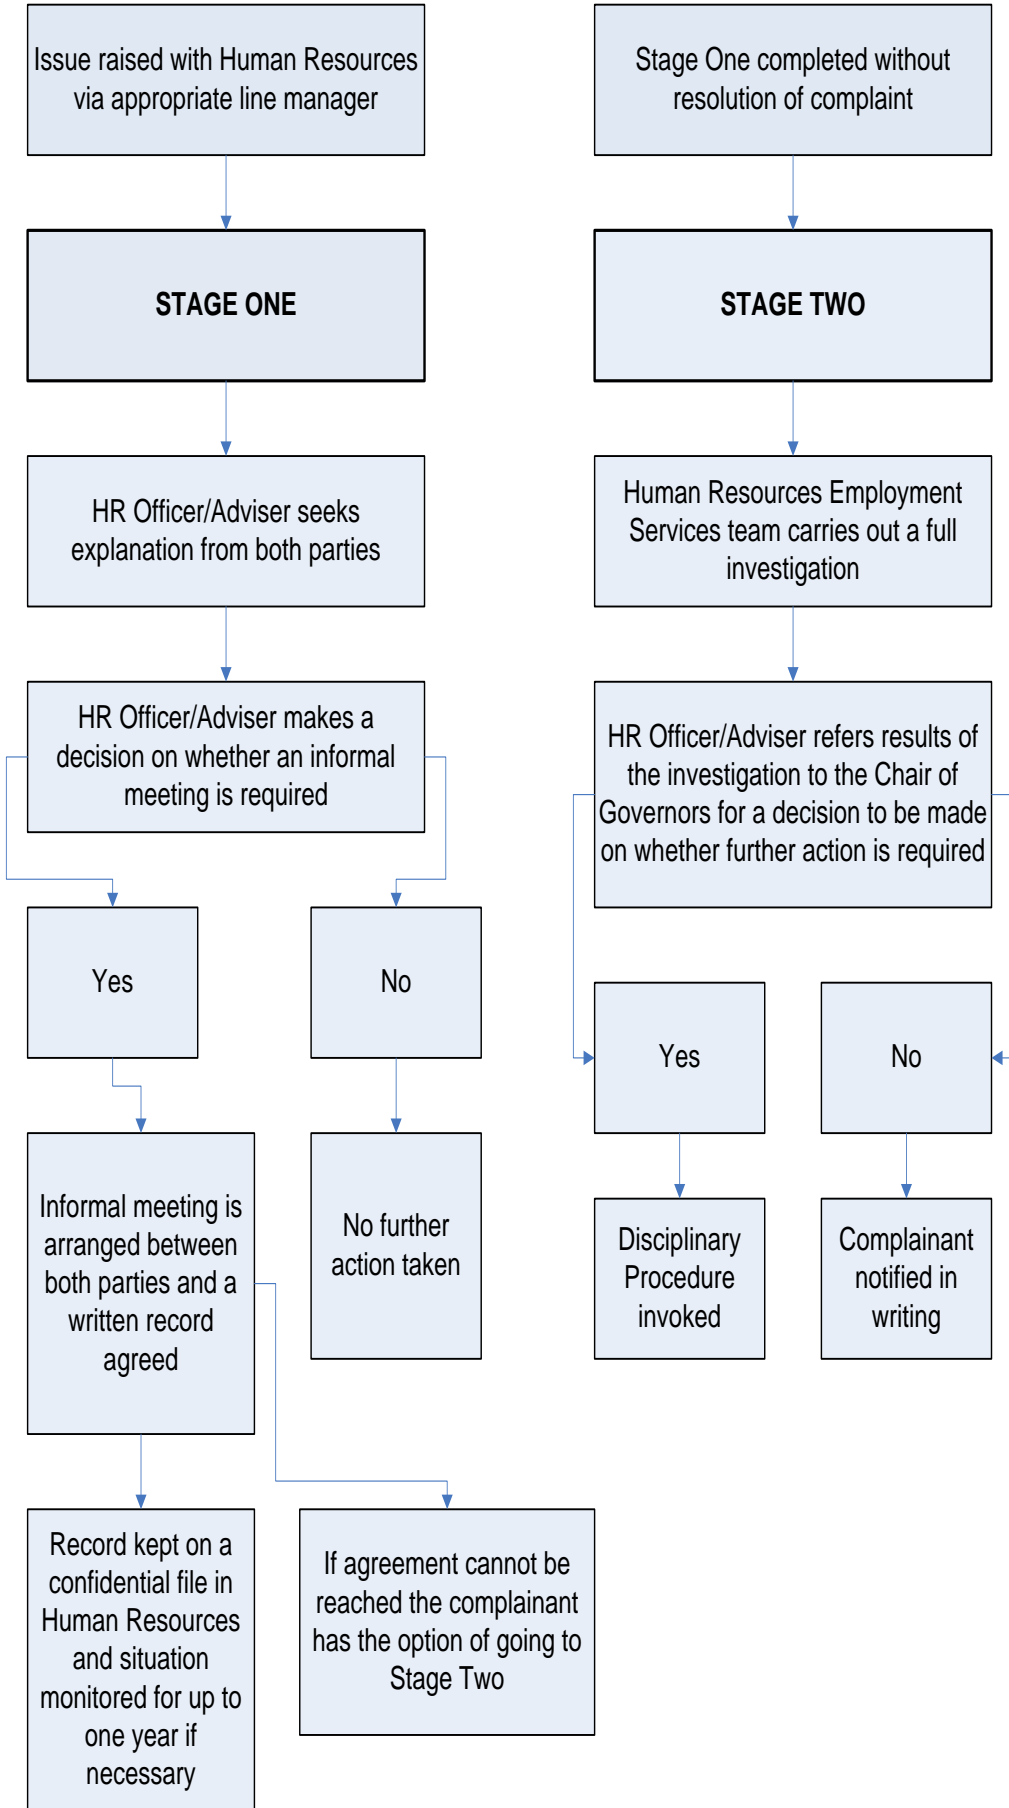 Issue raised with Human Resources
via appropriate line manager
STAGE ONE
HR Officer/Adviser seeks
explanation from both parties
HR Officer/Adviser makes a
decision on whether an informal
meeting is required
Yes
No
Informal meeting is
arranged between
both parties and a
written record
agreed
No further
action taken
Record kept on a
confidential file in
Human Resources
and situation
monitored for up to
one year if
necessary
If agreement cannot be
reached the complainant
has the option of going to
Stage Two
Stage One completed without
resolution of complaint
STAGE TWO
Human Resources Employment
Services team carries out a full
investigation
HR Officer/Adviser refers results of
the investigation to the Chair of
Governors for a decision to be made
on whether further action is required
Yes
No
Disciplinary
Procedure
invoked
Complainant
notified in
writing